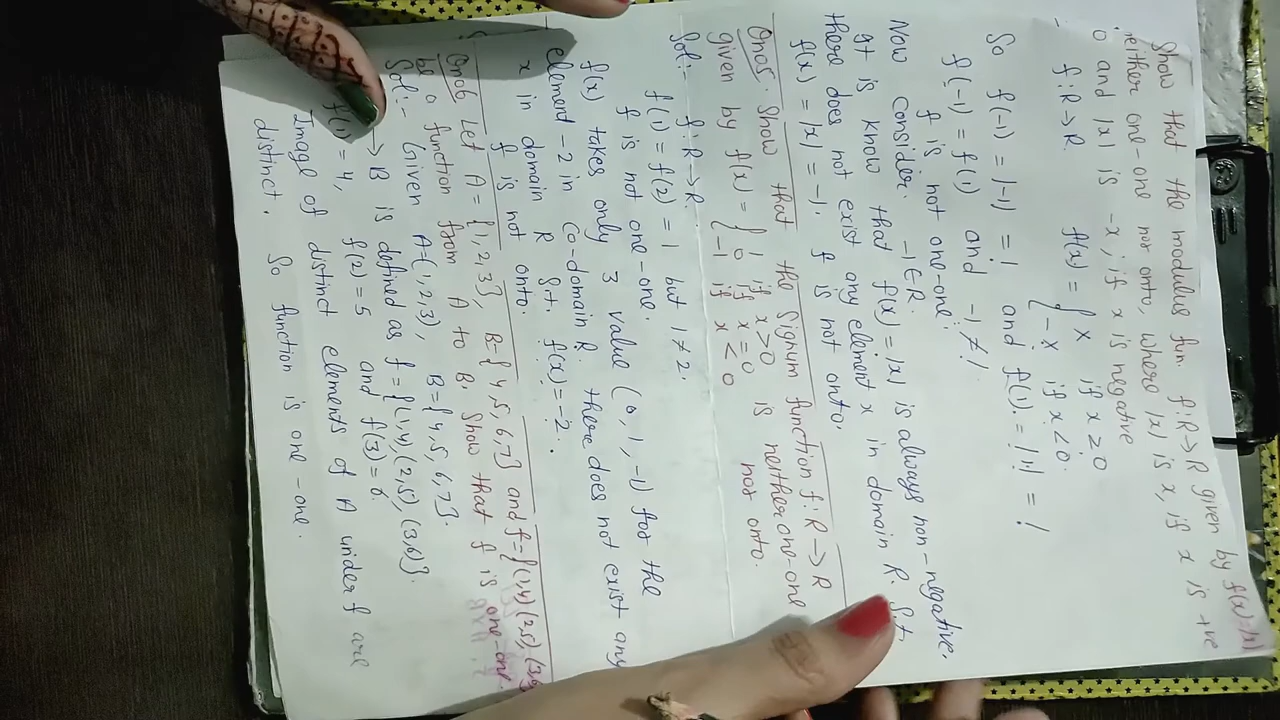 Show that the modulus fun. f:R→R given by f(x)=|x|
neither one-one nor onto, where |x| is x, if x is +ve
0 and |x| is -x, if x is negative
f:R→R f(x) = { x if x ≥ 0
{ -x if x < 0.
So f(-1) = |-1| = 1 and f(1) = |1| = 1
f(-1) = f(1) and -1 ≠ 1
f is not one-one.
Now consider -1 ∈ R.
It is know that f(x) = |x| is always non-negative.
there does not exist any element x in domain R. S.t.
f(x) = |x| = -1. f is not onto.
Qno5. Show that the Signum function f:R → R
given by f(x) = { 1 if x>0 is neither one-one
0 if x=0 not onto.
-1 if x<0
Sol:- f:R→R.
f(1) = f(2) = 1 but 1≠2.
f is not one-one.
f(x) takes only 3 value (0, 1, -1) for the
element -2 in Co-domain R. there does not exist any
x in domain R S.t. f(x) = -2.
f is not onto.
Qno6 Let A = {1,2,3}, B={4,5,6,7} and f={(1,4)(2,5),(3,6)
be a function from A to B. Show that f is one-one.
Sol:- Given A=(1,2,3), B={4,5,6,7}.
→B is defined as f={(1,4)(2,5),(3,6)}.
f(1)=4, f(2)=5 and f(3)=6.
Image of distinct elements of A under f are
distinct. So function is one-one.